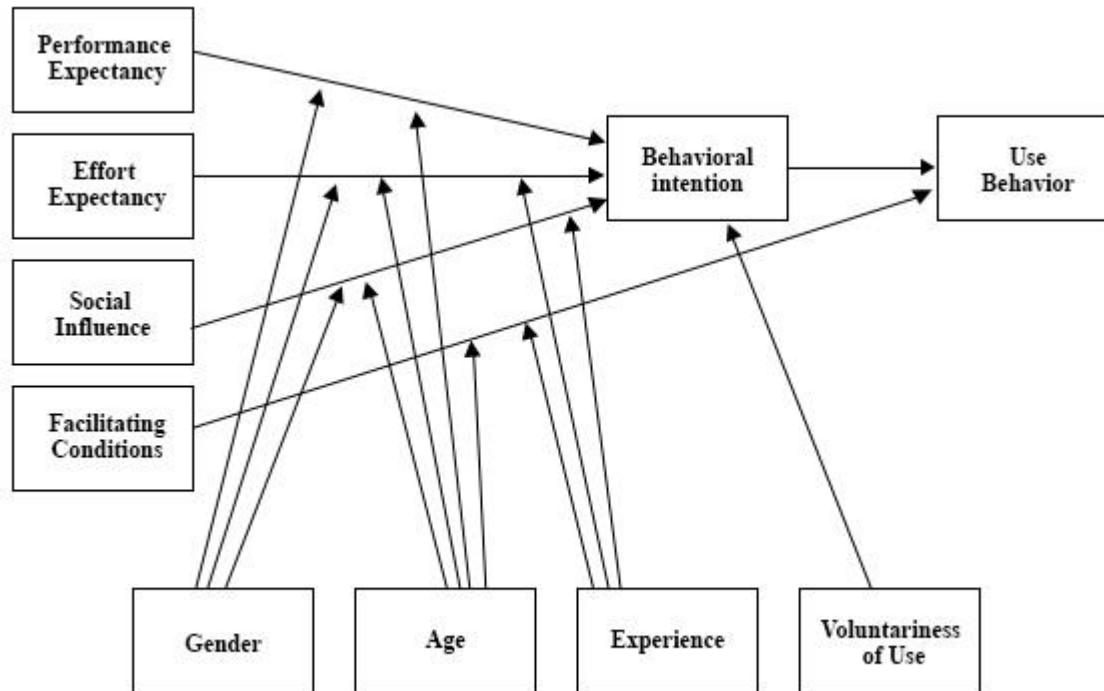 Performance
Expectancy
Effort
Expectancy
Social
Influence
Facilitating
Conditions
Behavioral
intention
Use
Behavior
Gender
Age
Experience
Voluntariness
of Use